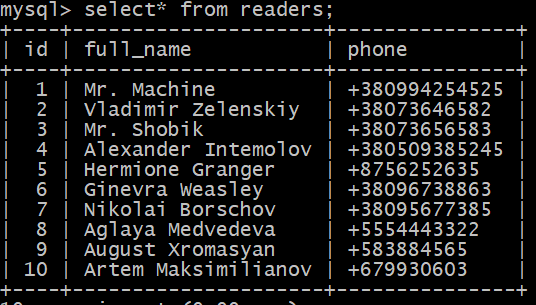 mysql> select* from readers;
+----+----------------------+---------------+
| id | full_name            | phone         |
+----+----------------------+---------------+
|  1 | Mr. Machine          | +380994254525 |
|  2 | Vladimir Zelenskiy   | +38073646582  |
|  3 | Mr. Shobik           | +38073656583  |
|  4 | Alexander Intemolov  | +380509385245 |
|  5 | Hermione Granger     | +8756252635   |
|  6 | Ginevra Weasley      | +38096738863  |
|  7 | Nikolai Borschov     | +38095677385  |
|  8 | Aglaya Medvedeva     | +5554443322   |
|  9 | August Xromasyan     | +583884565    |
| 10 | Artem Maksimilianov  | +679930603    |
+----+----------------------+---------------+